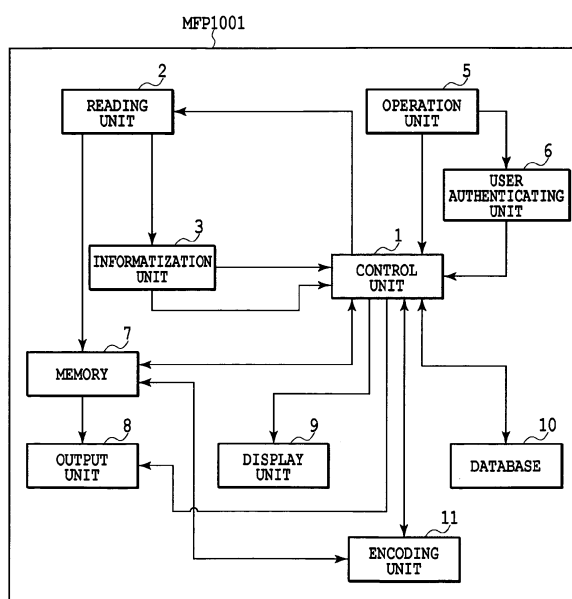 MFP1001
2
READING
UNIT
5
OPERATION
UNIT
6
USER
AUTHENTICATING
UNIT
3
INFORMATIZATION
UNIT
1
CONTROL
UNIT
7
MEMORY
8
OUTPUT
UNIT
9
DISPLAY
UNIT
10
DATABASE
11
ENCODING
UNIT